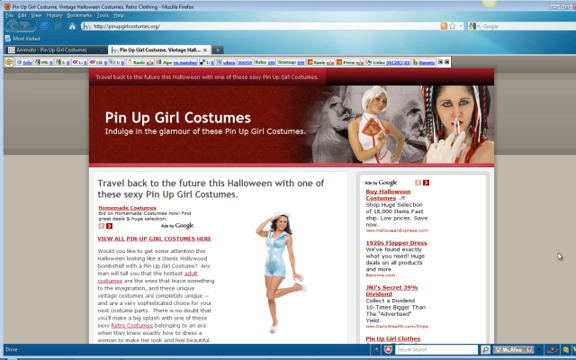 Pin Up Girl Costume, Vintage Halloween Costumes, Retro Clothing - Mozilla Firefox
File Edit View History Bookmarks Tools Help
http://pinupgirlcostumes.org/
Google
Most Visited
Animoto - Pin Up Girl Costumes
Pin Up Girl Costume, Vintage Hall...
Travel back to the future this Halloween with one of these sexy Pin Up Girl Costumes.
Pin Up Girl Costumes
Indulge in the glamour of these Pin Up Costumes.
Travel back to the future this Halloween with one of
these sexy Pin Up Girl Costumes.
Homemade Costumes
Bid on Homemade Costumes now! Find
great deals & huge selection.
Ads by Google
VIEW ALL PIN UP GIRL COSTUMES HERE
Would you like to get some attention this
Halloween looking like a classic Hollywood
bombshell with a Pin Up Girl Costume? Any
man will tell you that the hottest adult
costumes are the ones that leave something
to the imagination, and these unique
vintage costumes are completely unique —
and are a very sophisticated choice for your
next costume party. There is no doubt that
you'll make a big splash with one of these
sexy Retro Costumes belonging to an era
when they knew exactly how to dress a
woman to make her look and feel beautiful.
Ads by Google
Buy Halloween
Costumes
Shop Huge Selection
of 18,000 Items Fast
ship. Low prices. Save
now.
www.HalloweenExpress.com
1920s Flapper Dress
We've found exactly
what you need! Huge
deals on all products
and more
Become.com
JNJ's Secret 39%
Dividend
Collect a Dividend
10-Times Bigger Than
The "Advertised"
Yield.
www.DailyWealth.com/Drips
Pin Up Girl Clothes
Done
McAfee
Secure Search